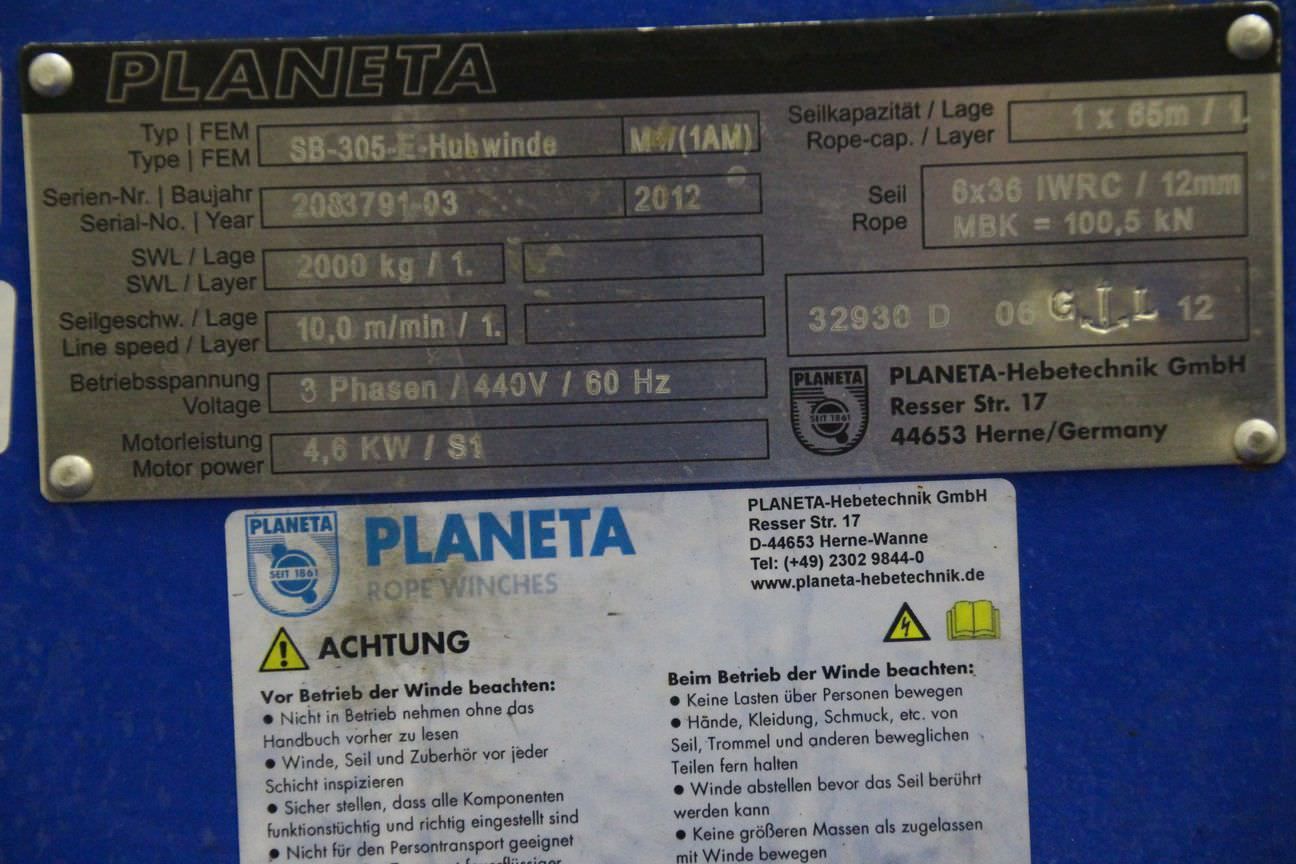 PLANETA
Typ | FEM
Type | FEM
SB-305-E-Hubwinde
(1AM)
Serien-Nr. | Baujahr
Serial-No. | Year
2083791-03
2012
SWL / Lage
SWL / Layer
2000 kg / 1.
Seilgeschw. / Lage
Line speed / Layer
10,0 m/min / 1.
Betriebsspannung
Voltage
3 Phasen / 440V / 60 Hz
Motorleistung
Motor power
4,6 KW / S1
Seilkapazität / Lage
Rope-cap. / Layer
1 x 65m / 1.
Seil
Rope
6x36 IWRC / 12mm
MBK = 100,5 kN
32930 D 06 G L 12
PLANETA
SEIT 1861
PLANETA-Hebetechnik GmbH
Resser Str. 17
44653 Herne/Germany
PLANETA
SEIT 1861
PLANETA
ROPE WINCHES
PLANETA-Hebetechnik GmbH
Resser Str. 17
D-44653 Herne-Wanne
Tel: (+49) 2302 9844-0
www.planeta-hebetechnik.de
ACHTUNG
Vor Betrieb der Winde beachten:
• Nicht in Betrieb nehmen ohne das
Handbuch vorher zu lesen
• Winde, Seil und Zuberhör vor jeder
Schicht inspizieren
• Sicher stellen, dass alle Komponenten
funktionstüchtig und richtig eingestellt sind
• Nicht für den Persontransport geeignet
Beim Betrieb der Winde beachten:
• Keine Lasten über Personen bewegen
• Hände, Kleidung, Schmuck, etc. von
Seil, Trommel und anderen beweglichen
Teilen fern halten
• Winde abstellen bevor das Seil berührt
werden kann
• Keine größeren Massen als zugelassen
mit Winde bewegen